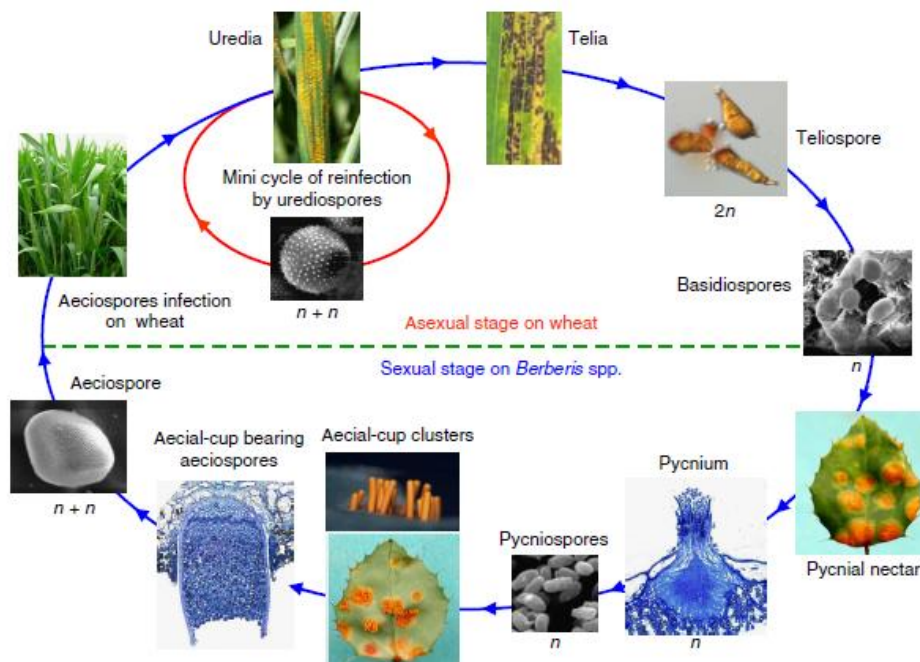 Uredia
Telia
Mini cycle of reinfection
by urediospores
n + n
Teliospore
2n
Basidiospores
n
Aeciospores infection
on wheat
Asexual stage on wheat
Sexual stage on Berberis spp.
Aeciospore
n + n
Aecial-cup bearing
aeciospores
Aecial-cup clusters
Pycniospores
n
Pycnium
n
Pycnial nectar